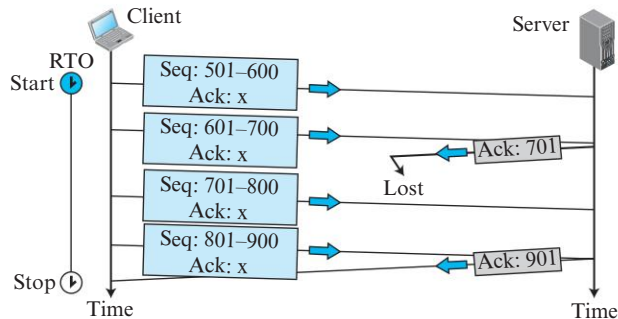 Client
Server
RTO
Start
Seq: 501–600
Ack: x
Seq: 601–700
Ack: x
Ack: 701
Lost
Seq: 701–800
Ack: x
Seq: 801–900
Ack: x
Ack: 901
Stop
Time
Time